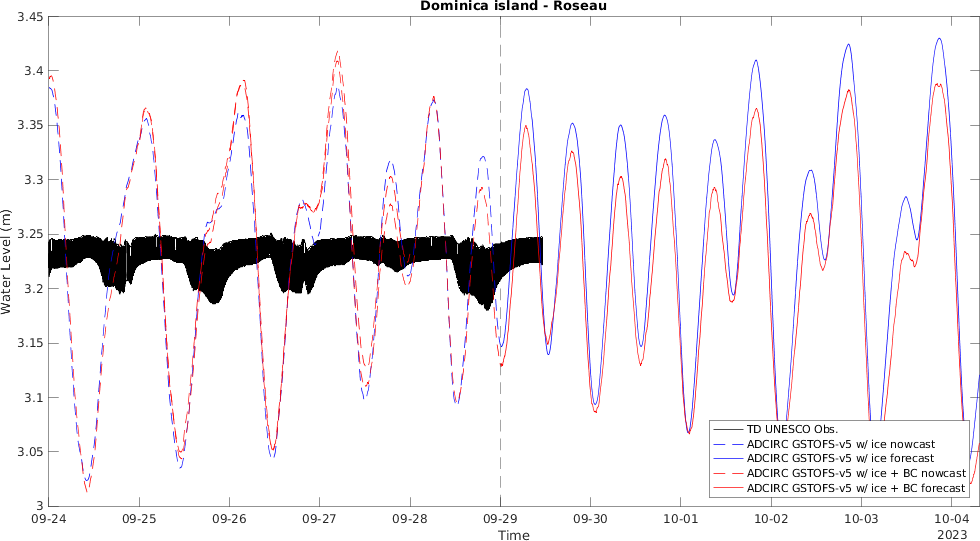 Dominica island - Roseau
3.45
3.4
3.35
3.3
3.25
3.2
3.15
3.1
3.05
3
Water Level (m)
09-24 09-25 09-26 09-27 09-28 09-29 09-30 10-01 10-02 10-03 10-04
Time
2023
TD UNESCO Obs.
ADCIRC GSTOFS-v5 w/ ice nowcast
ADCIRC GSTOFS-v5 w/ ice forecast
ADCIRC GSTOFS-v5 w/ ice + BC nowcast
ADCIRC GSTOFS-v5 w/ ice + BC forecast